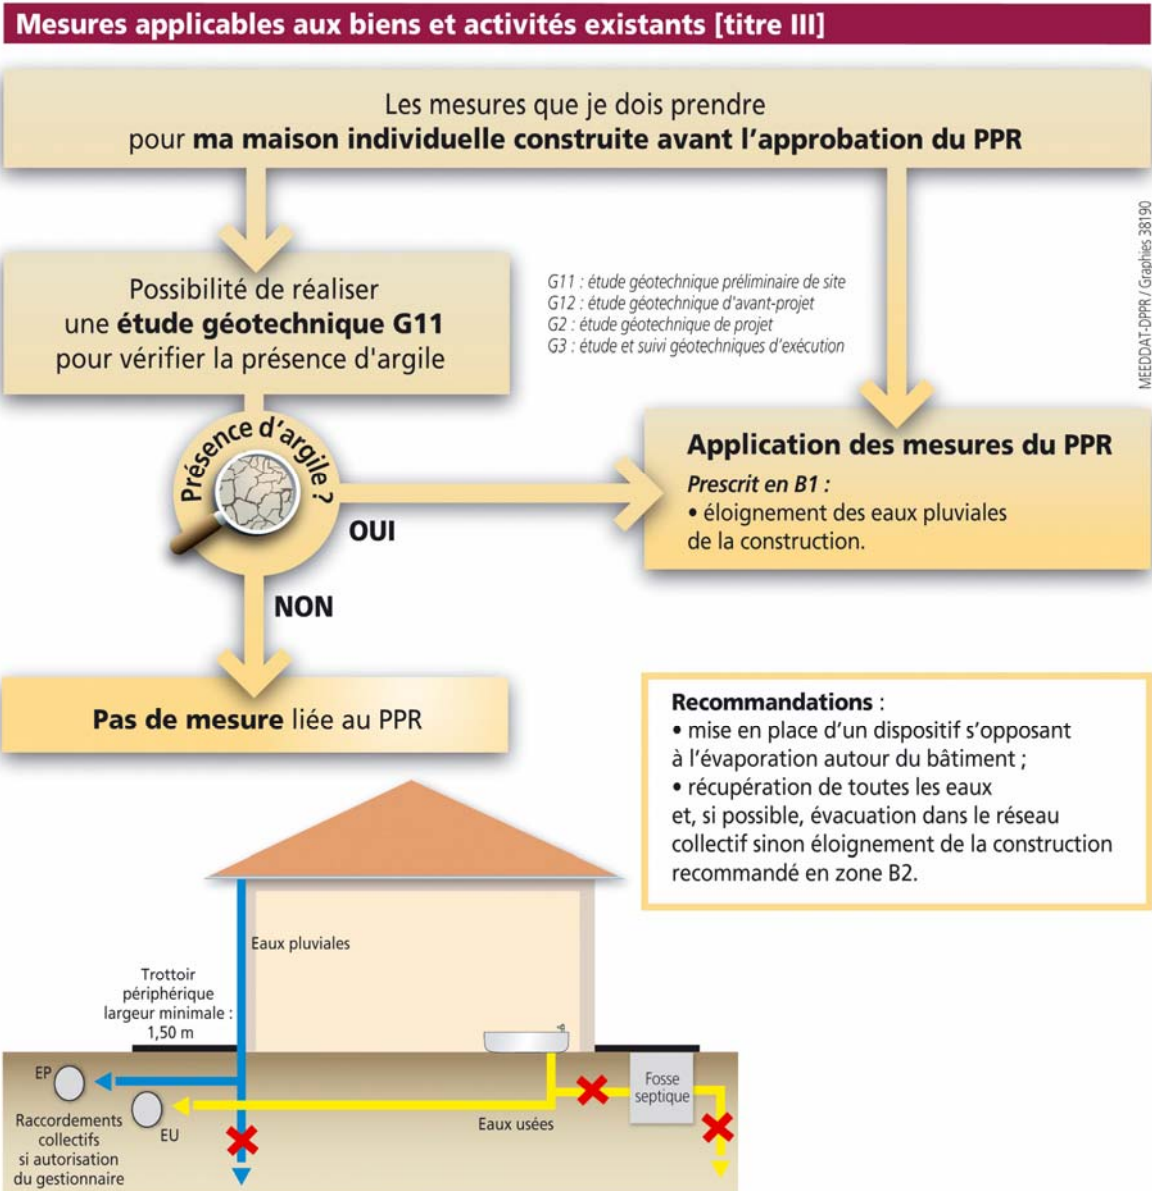 Mesures applicables aux biens et activités existants [titre III]
Les mesures que je dois prendre
pour ma maison individuelle construite avant l'approbation du PPR
Possibilité de réaliser
une étude géotechnique G11
pour vérifier la présence d'argile
G11 : étude géotechnique préliminaire de site
G12 : étude géotechnique d'avant-projet
G2 : étude géotechnique de projet
G3 : étude et suivi géotechniques d'exécution
MEEDDAT-DPPR / Graphies 38190
Présence d'argile ?
OUI
NON
Application des mesures du PPR
Prescrit en B1 :
• éloignement des eaux pluviales
de la construction.
Pas de mesure liée au PPR
Recommandations :
• mise en place d'un dispositif s'opposant
à l'évaporation autour du bâtiment ;
• récupération de toutes les eaux
et, si possible, évacuation dans le réseau
collectif sinon éloignement de la construction
recommandé en zone B2.
Eaux pluviales
Trottoir
périphérique
largeur minimale :
1,50 m
EP
EU
Raccordements
collectifs
si autorisation
du gestionnaire
Eaux usées
Fosse
septique